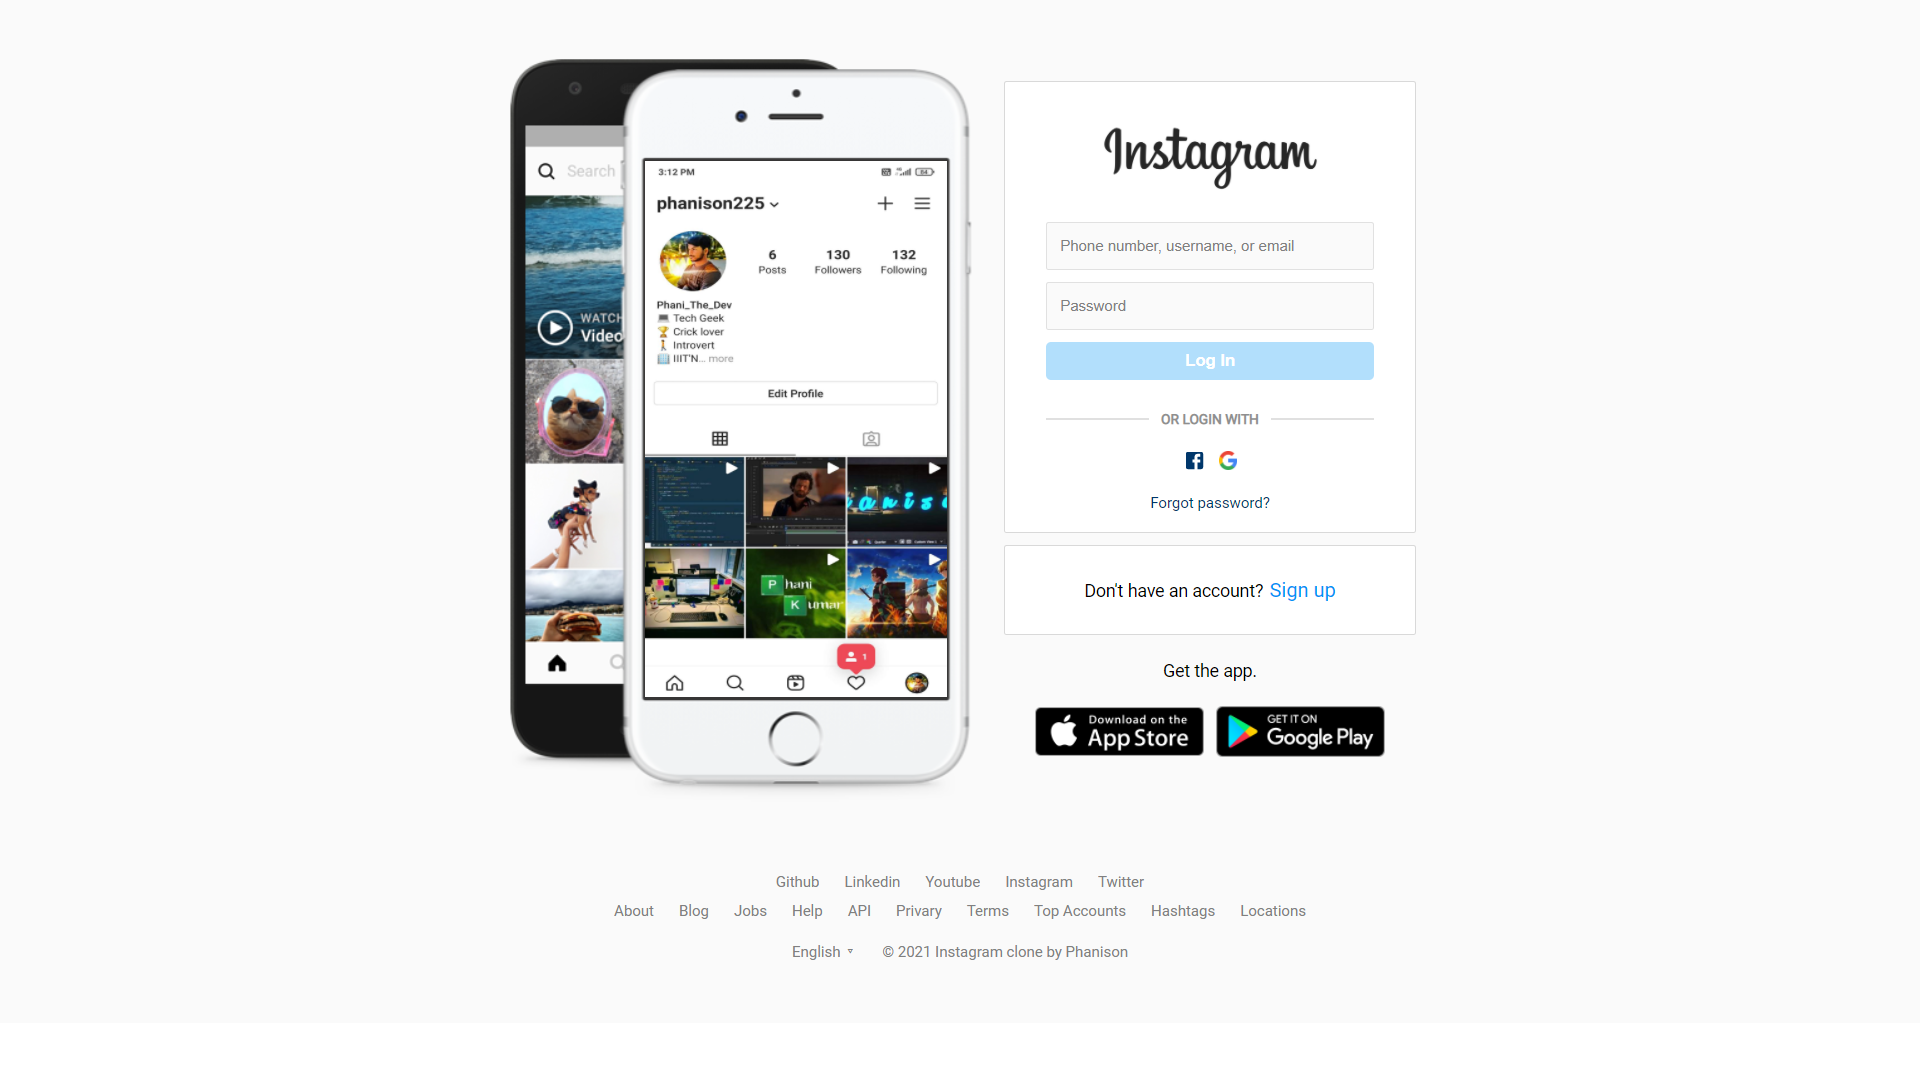 Search
WATCH
Video
3:12 PM
84
phanison225
6
130
132
Posts
Followers
Following
Phani_The_Dev
Tech Geek
Crick lover
Introvert
IIIT'N... more
Edit Profile
anis
P hani
K umar
1
Instagram
Phone number, username, or email
Password
Log In
OR LOGIN WITH
Forgot password?
Don't have an account? Sign up
Get the app.
Download on the
App Store
GET IT ON
Google Play
Github Linkedin Youtube Instagram Twitter
About Blog Jobs Help API Privary Terms Top Accounts Hashtags Locations
English ▿ © 2021 Instagram clone by Phanison